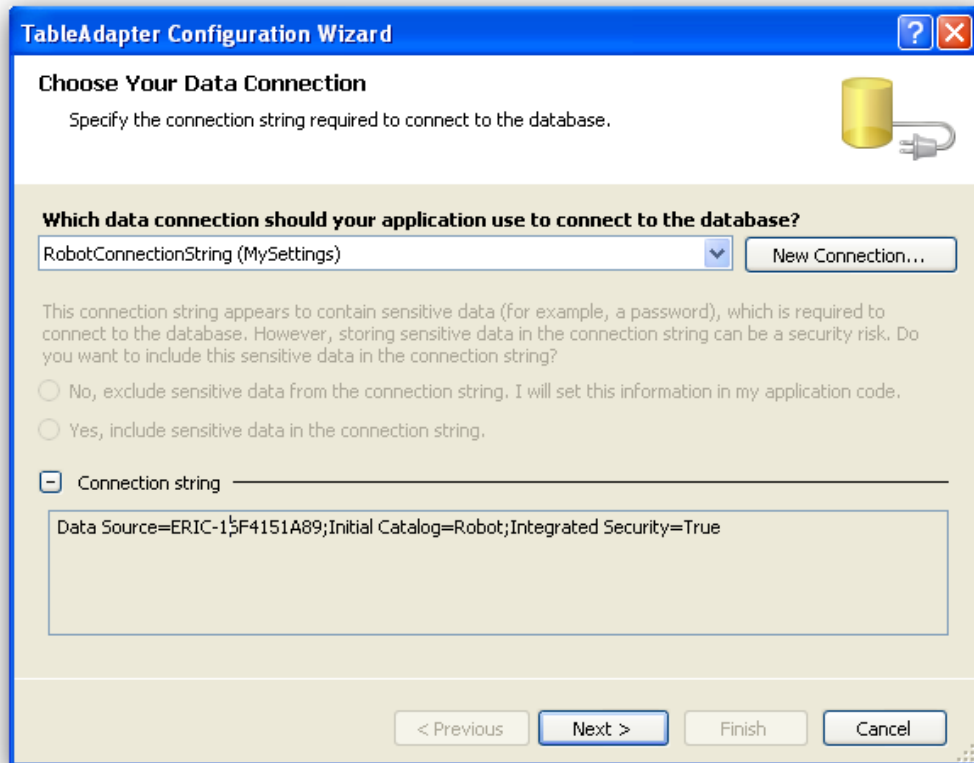 TableAdapter Configuration Wizard
Choose Your Data Connection
Specify the connection string required to connect to the database.
Which data connection should your application use to connect to the database?
RobotConnectionString (MySettings)
New Connection...
This connection string appears to contain sensitive data (for example, a password), which is required to
connect to the database. However, storing sensitive data in the connection string can be a security risk. Do
you want to include this sensitive data in the connection string?
No, exclude sensitive data from the connection string. I will set this information in my application code.
Yes, include sensitive data in the connection string.
Connection string
Data Source=ERIC-15F4151A89;Initial Catalog=Robot;Integrated Security=True
< Previous
Next >
Finish
Cancel